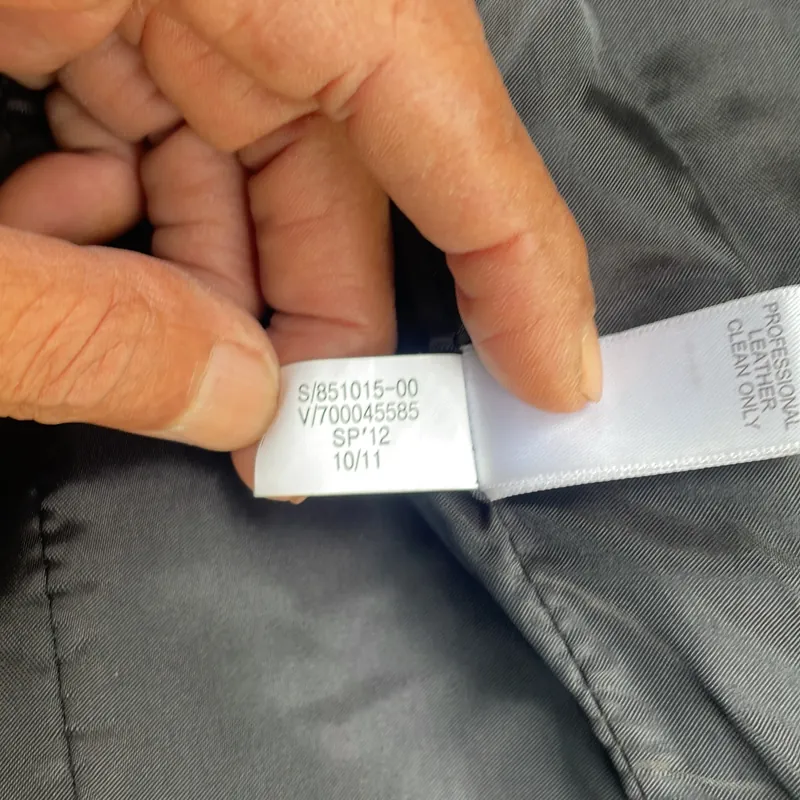 S/851015-00
V/700045585
SP'12
10/11
PROFESSIONAL
LEATHER
CLEAN ONLY